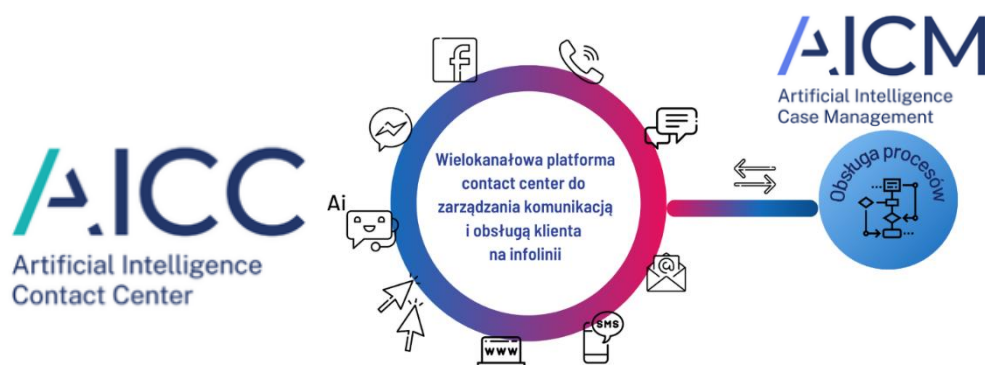 AICC
Artificial Intelligence
Contact Center
Ai
Wielokanałowa platforma
contact center do
zarządzania komunikacją
i obsługą klienta
na infolinii
www
SMS
AICM
Artificial Intelligence
Case Management
Obsługa procesów